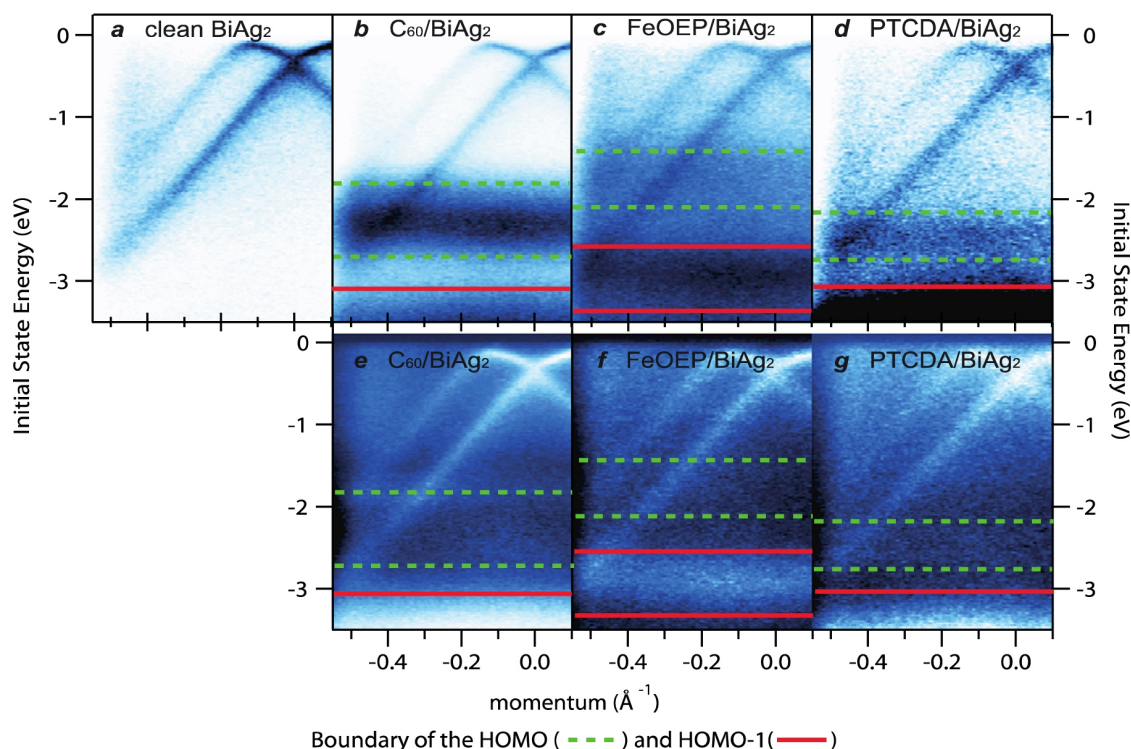 a clean BiAg₂
b C₆₀/BiAg₂
c FeOEP/BiAg₂
d PTCDA/BiAg₂
0
-1
-2
-3
Initial State Energy (eV)
0
-1
-2
-3
Initial State Energy (eV)
e C₆₀/BiAg₂
f FeOEP/BiAg₂
g PTCDA/BiAg₂
0
-1
-2
-3
0
-1
-2
-3
-0.4 -0.2 0.0 -0.4 -0.2 0.0 -0.4 -0.2 0.0
momentum (Å⁻¹)
Boundary of the HOMO ( ) and HOMO-1( )